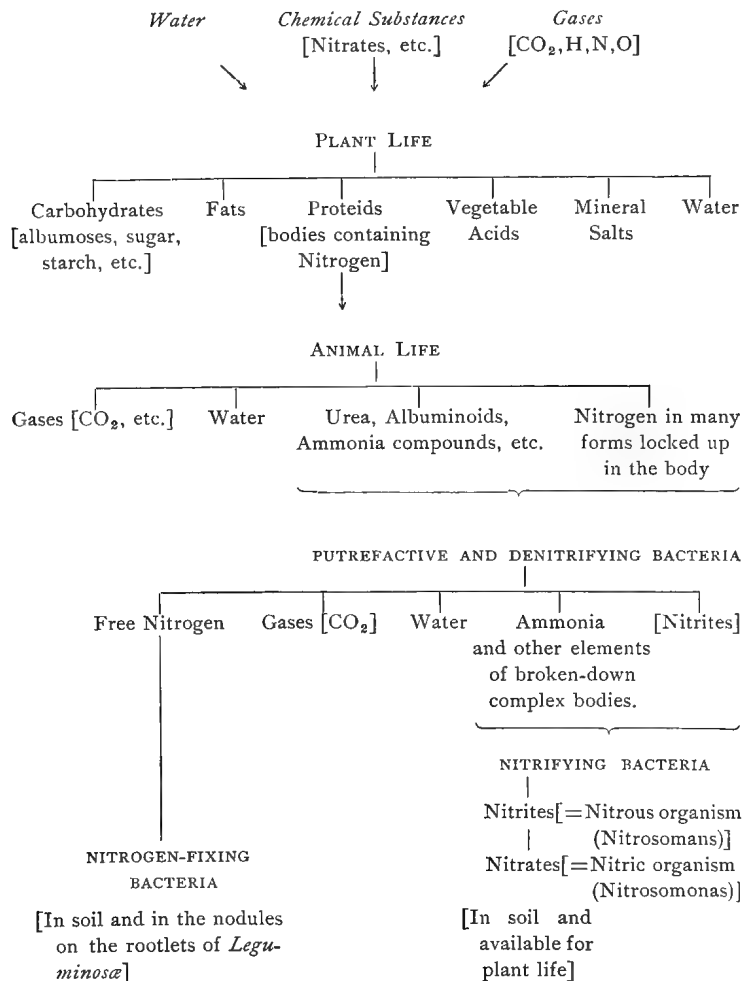 Water Chemical Substances Gases
[Nitrates, etc.] [CO₂,H,N,O]
PLANT LIFE
Carbohydrates Fats Proteids Vegetable Mineral Water
[albumoses, sugar, [bodies containing Acids Salts
starch, etc.] Nitrogen]
ANIMAL LIFE
Gases [CO₂, etc.] Water Urea, Albuminoids, Nitrogen in many
Ammonia compounds, etc. forms locked up
in the body
PUTREFACTIVE AND DENITRIFYING BACTERIA
Free Nitrogen Gases [CO₂] Water Ammonia [Nitrites]
and other elements
of broken-down
complex bodies.
NITRIFYING BACTERIA
Nitrites[=Nitrous organism
(Nitrosomans)]
Nitrates[=Nitric organism
(Nitrosomonas)]
[In soil and
available for
plant life]
NITROGEN-FIXING
BACTERIA
[In soil and in the nodules
on the rootlets of Legu-
minosæ]